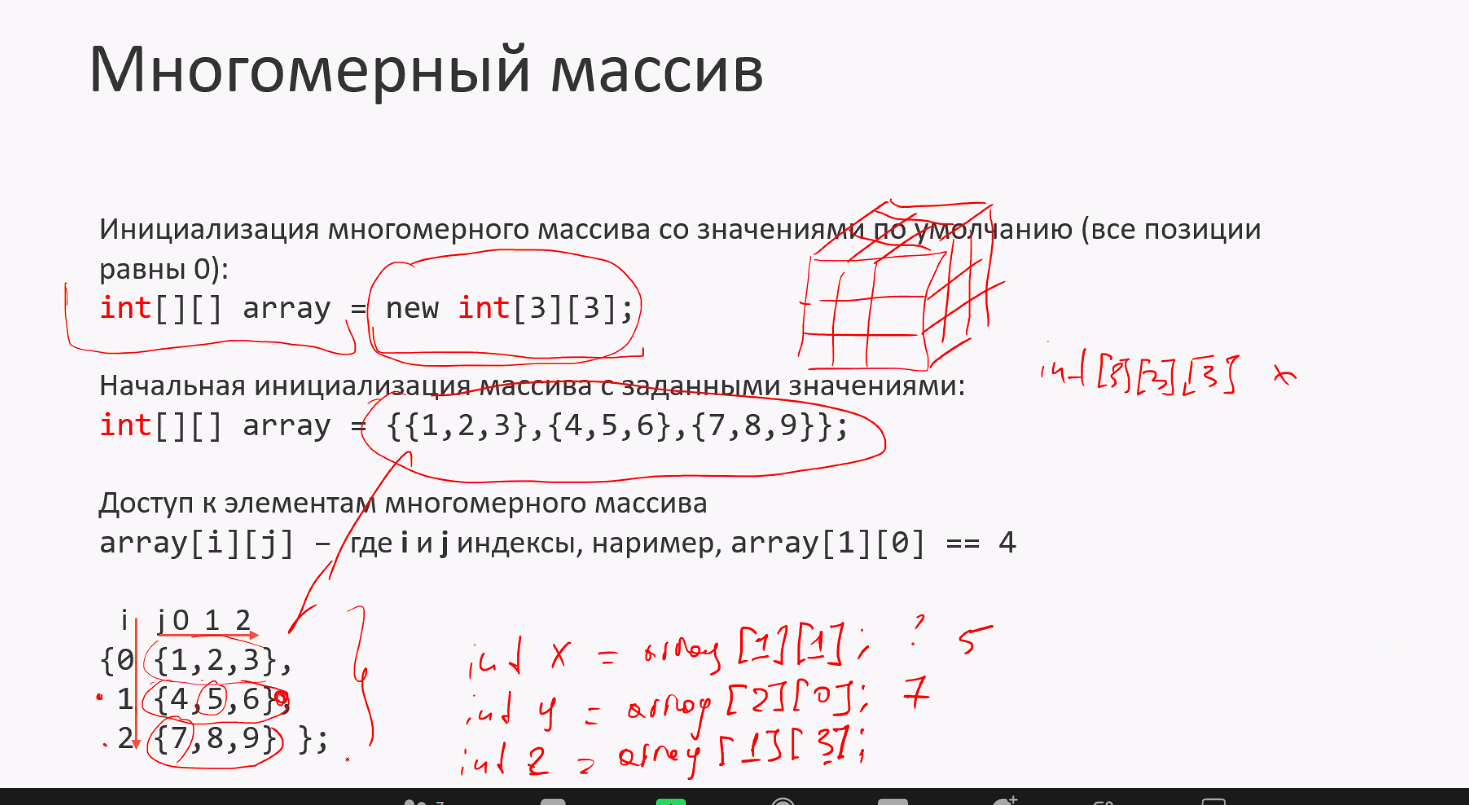 Многомерный массив
Инициализация многомерного массива со значениями по умолчанию (все позиции
равны 0):
int[][] array = new int[3][3];
int[3][3][3] x
Начальная инициализация массива с заданными значениями:
int[][] array = {{1,2,3},{4,5,6},{7,8,9}};
Доступ к элементам многомерного массива
array[i][j] – где i и j индексы, наример, array[1][0] == 4
i j 0 1 2
{0 {1,2,3},
1 {4,5,6},
2 {7,8,9} };
int x = array [1][1]; ? 5
int y = array [2][0]; 7
int z = array [1][3];